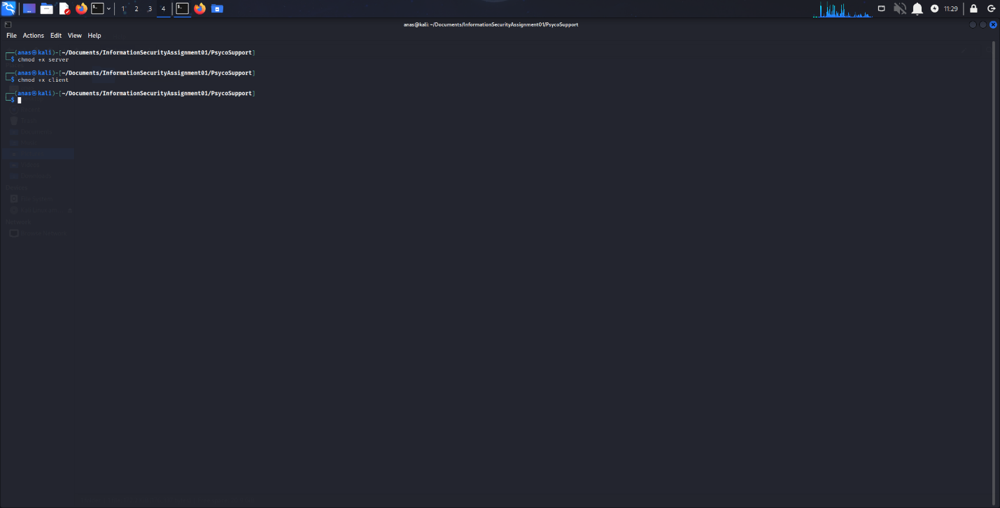 1 2 3 4
11:29
anas@kali: ~/Documents/InformationSecurityAssignment01/PsycoSupport
File Actions Edit View Help
┌──(anas㉿kali)-[~/Documents/InformationSecurityAssignment01/PsycoSupport]
└─$ chmod +x server
┌──(anas㉿kali)-[~/Documents/InformationSecurityAssignment01/PsycoSupport]
└─$ chmod +x client
┌──(anas㉿kali)-[~/Documents/InformationSecurityAssignment01/PsycoSupport]
└─$